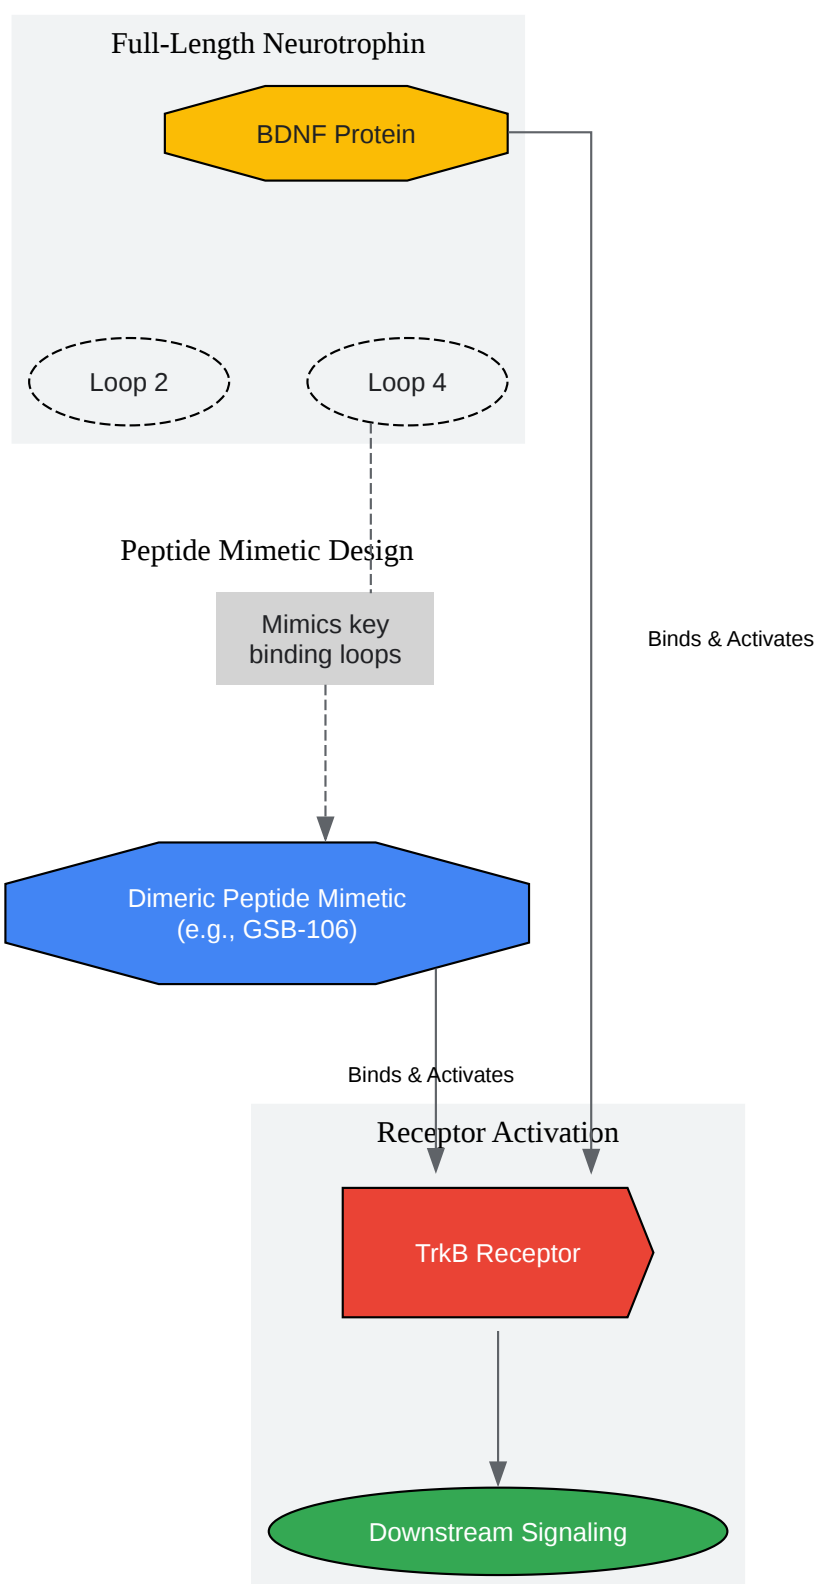 Full-Length Neurotrophin
BDNF Protein
Loop 2
Loop 4
Peptide Mimetic Design
Mimics key
binding loops
Binds & Activates
Dimeric Peptide Mimetic
(e.g., GSB-106)
Binds & Activates
Receptor Activation
TrkB Receptor
Downstream Signaling